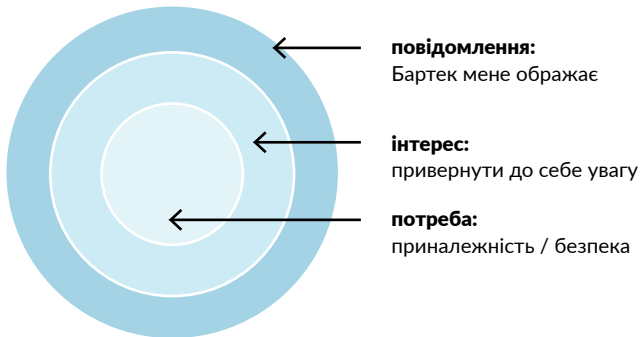 повідомлення:
Бартек мене ображає
інтерес:
привернути до себе увагу
потреба:
приналежність / безпека